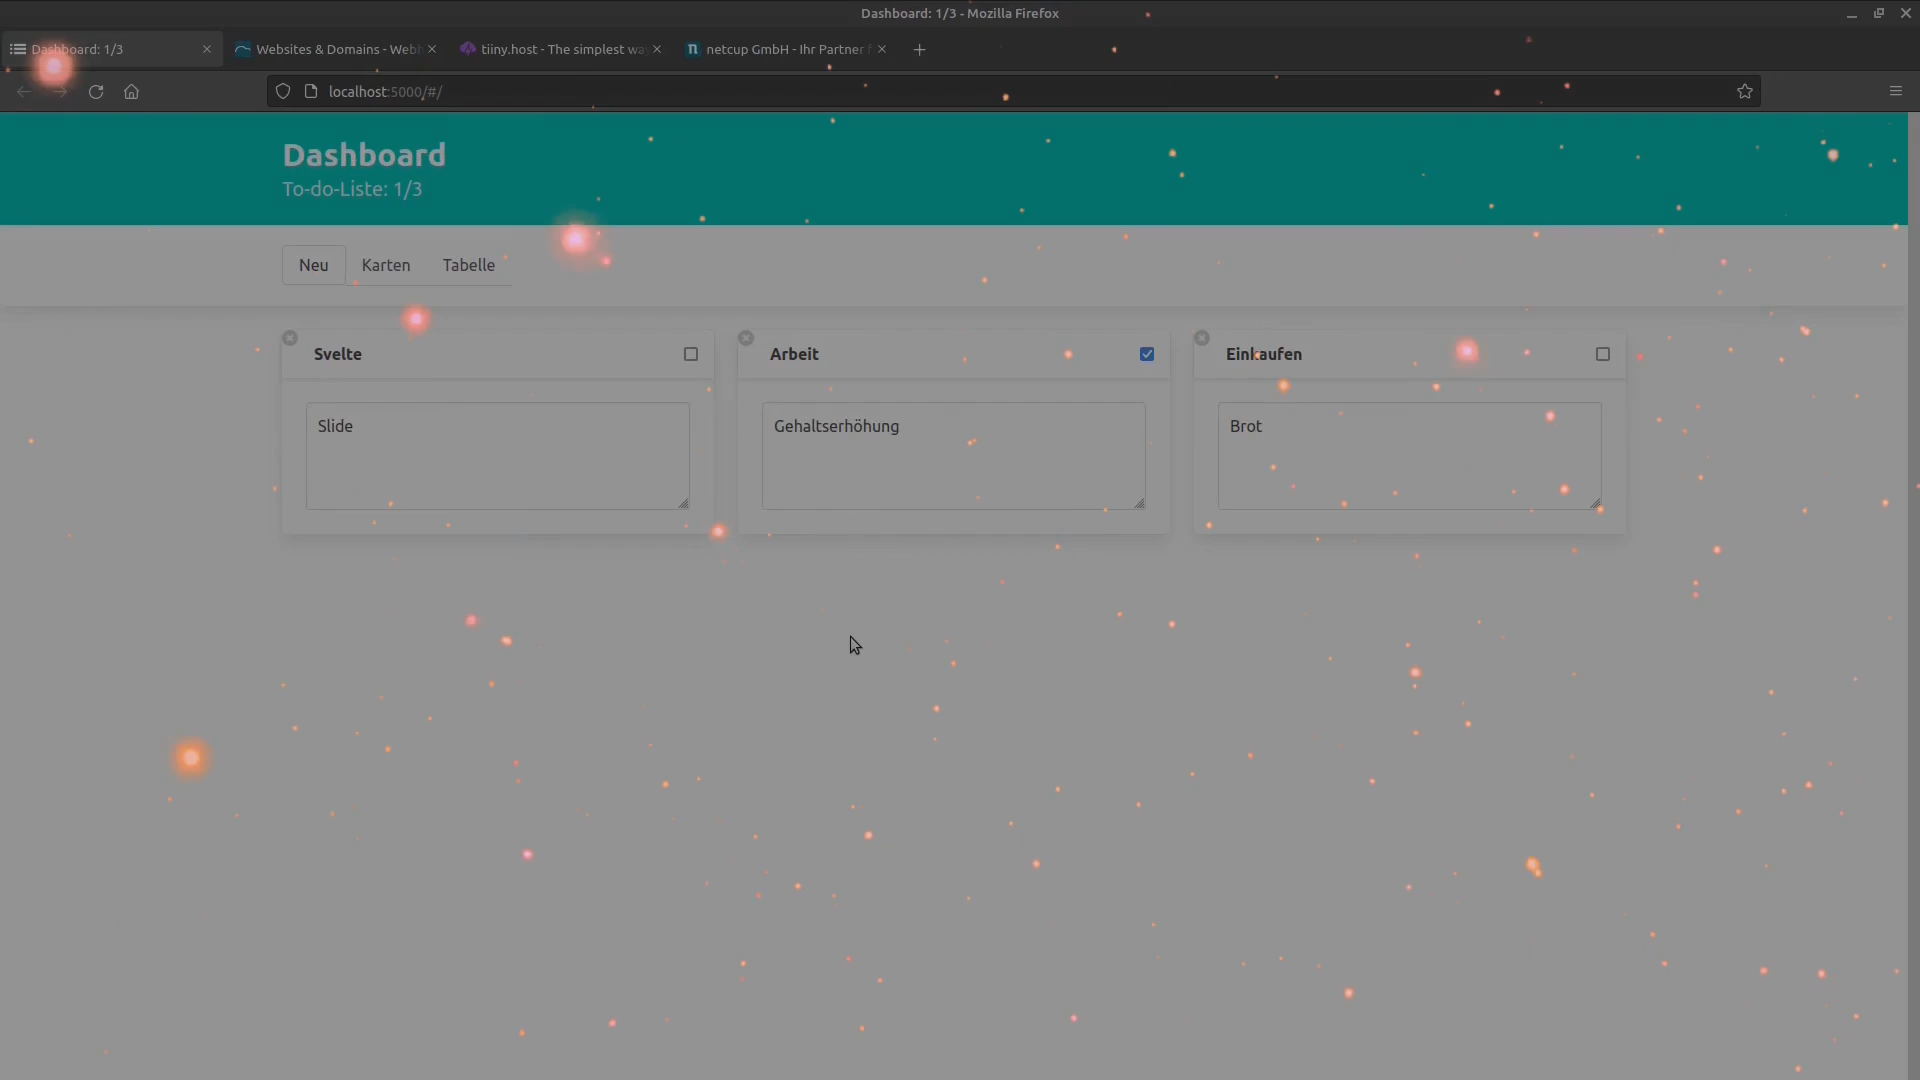 Dashboard: 1/3 - Mozilla Firefox
Dashboard: 1/3
Websites & Domains - Webh
tiiny.host - The simplest wa
netcup GmbH - Ihr Partner f
localhost:5000/#/
Dashboard
To-do-Liste: 1/3
Neu Karten Tabelle
Svelte
Arbeit
Einkaufen
Slide
Gehaltserhöhung
Brot